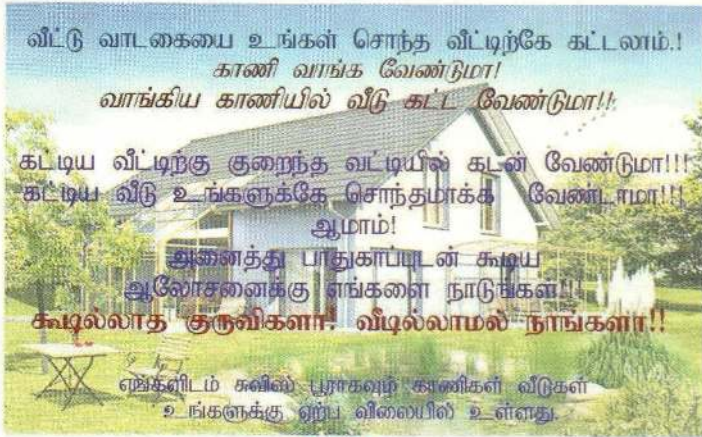 வீட்டு வாடகையை உங்கள் சொந்த வீட்டிற்கே கட்டலாம்.!
காணி வாங்க வேண்டுமா!
வாங்கிய காணியில் வீடு கட்ட வேண்டுமா!!
கட்டிய வீட்டிற்கு குறைந்த வட்டியில் கடன் வேண்டுமா!!!
கட்டிய வீடு உங்களுக்கே சொந்தமாக்க வேண்டாமா!!!
ஆமாம்!
அனைத்து பாதுகாப்புடன் கூடிய
ஆலோசனைக்கு எங்களை நாடுங்கள்!!!
கூடில்லாத குருவிகளா! வீடில்லாமல் நாங்களா!!
எங்களிடம் சுவிஸ் பூராகவும் காணிகள் வீடுகள்
உங்களுக்கு ஏற்ப விலையில் உள்ளது.